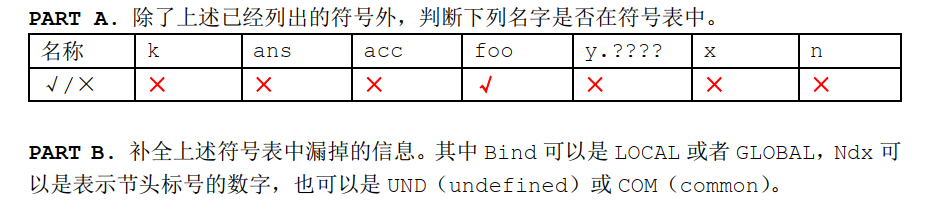 PART A. 除了上述已经列出的符号外，判断下列名字是否在符号表中。
名称 k ans acc foo y.???? x n
√/× × × × √ × × ×
PART B. 补全上述符号表中漏掉的信息。其中 Bind 可以是 LOCAL 或者 GLOBAL，Ndx 可
以是表示节头标号的数字，也可以是 UND（undefined）或 COM（common）。